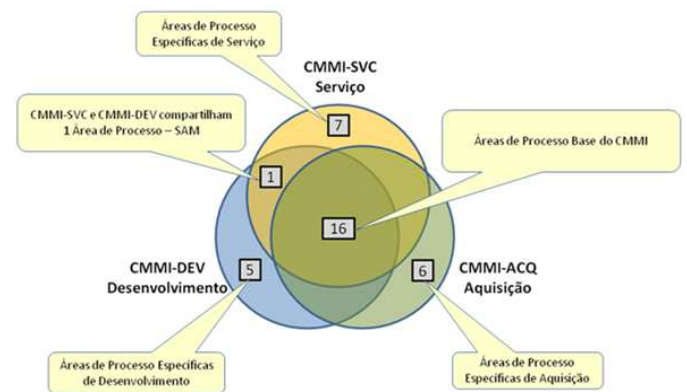 Áreas de Processo
Específicas de Serviço
CMMI-SVC
Serviço
7
CMMI-SVC e CMMI-DEV compartilham
1 Área de Processo – SAM
Áreas de Processo Base do CMMI
1
16
CMMI-DEV
Desenvolvimento
5
6
CMMI-ACQ
Aquisição
Áreas de Processo Específicas
de Desenvolvimento
Áreas de Processo
Específicas de Aquisição